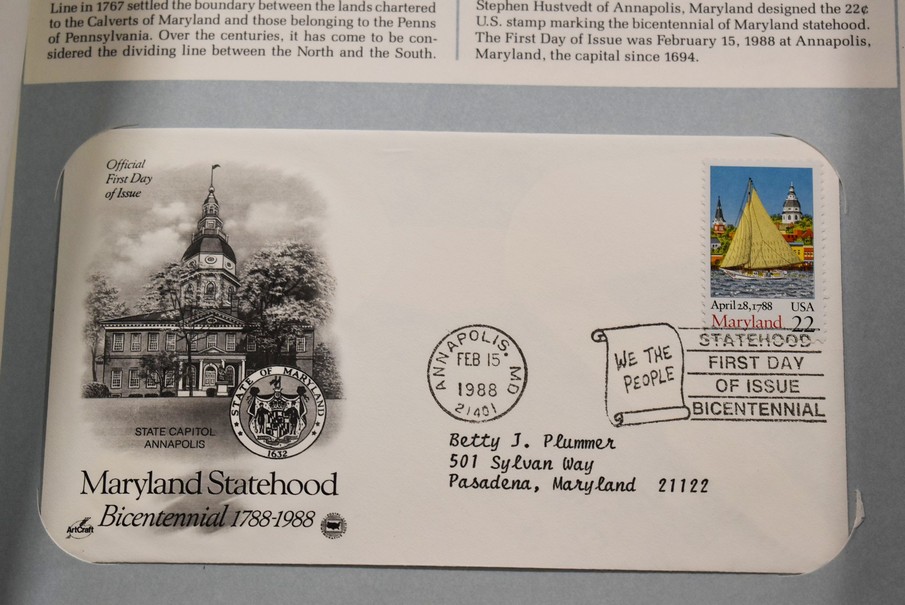 Line in 1767 settled the boundary between the lands chartered
to the Calverts of Maryland and those belonging to the Penns
of Pennsylvania. Over the centuries, it has come to be con-
sidered the dividing line between the North and the South.
Stephen Hustvedt of Annapolis, Maryland designed the 22¢
U.S. stamp marking the bicentennial of Maryland statehood.
The First Day of Issue was February 15, 1988 at Annapolis,
Maryland, the capital since 1694.
Official
First Day
of Issue
STATE OF MARYLAND
1632
STATE CAPITOL
ANNAPOLIS
Maryland Statehood
Bicentennial 1788-1988
ArtCraft
April 28, 1788 USA
Maryland 22
ANNAPOLIS, MD
FEB 15
1988
21401
WE THE
PEOPLE
STATEHOOD
FIRST DAY
OF ISSUE
BICENTENNIAL
Betty J. Plummer
501 Sylvan Way
Pasadena, Maryland 21122